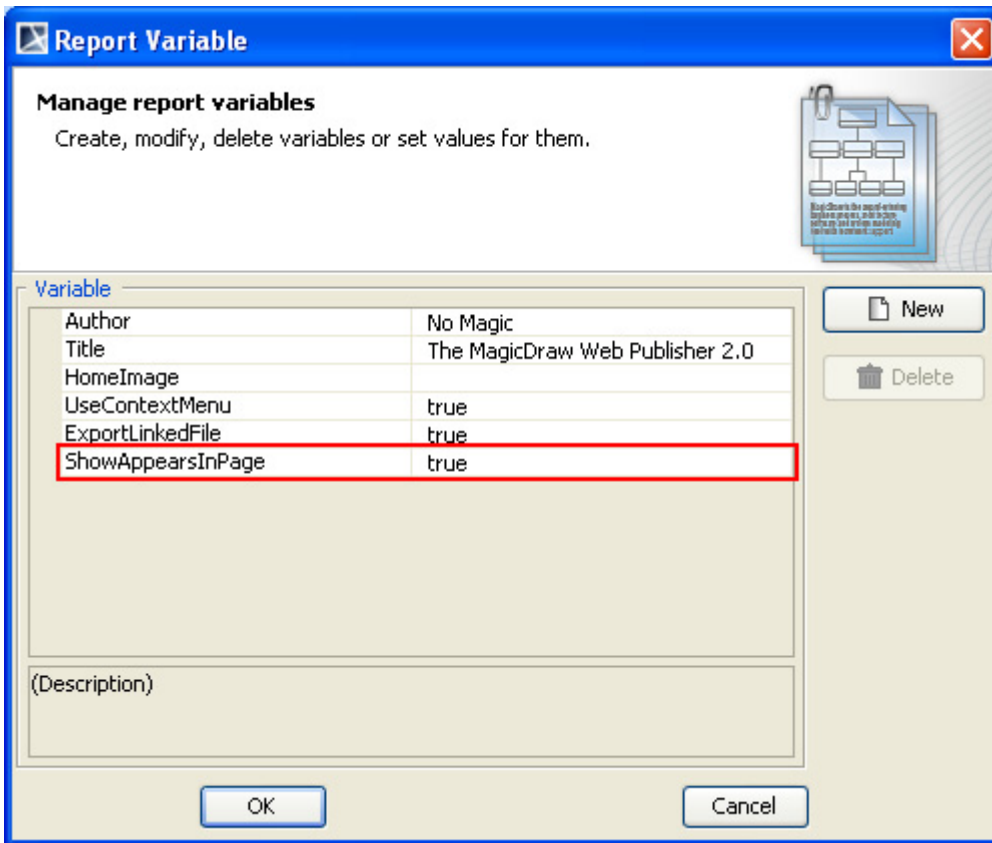 Report Variable
Manage report variables
Create, modify, delete variables or set values for them.
Variable
Author No Magic
Title The MagicDraw Web Publisher 2.0
HomeImage
UseContextMenu true
ExportLinkedFile true
ShowAppearsInPage true
New
Delete
(Description)
OK Cancel